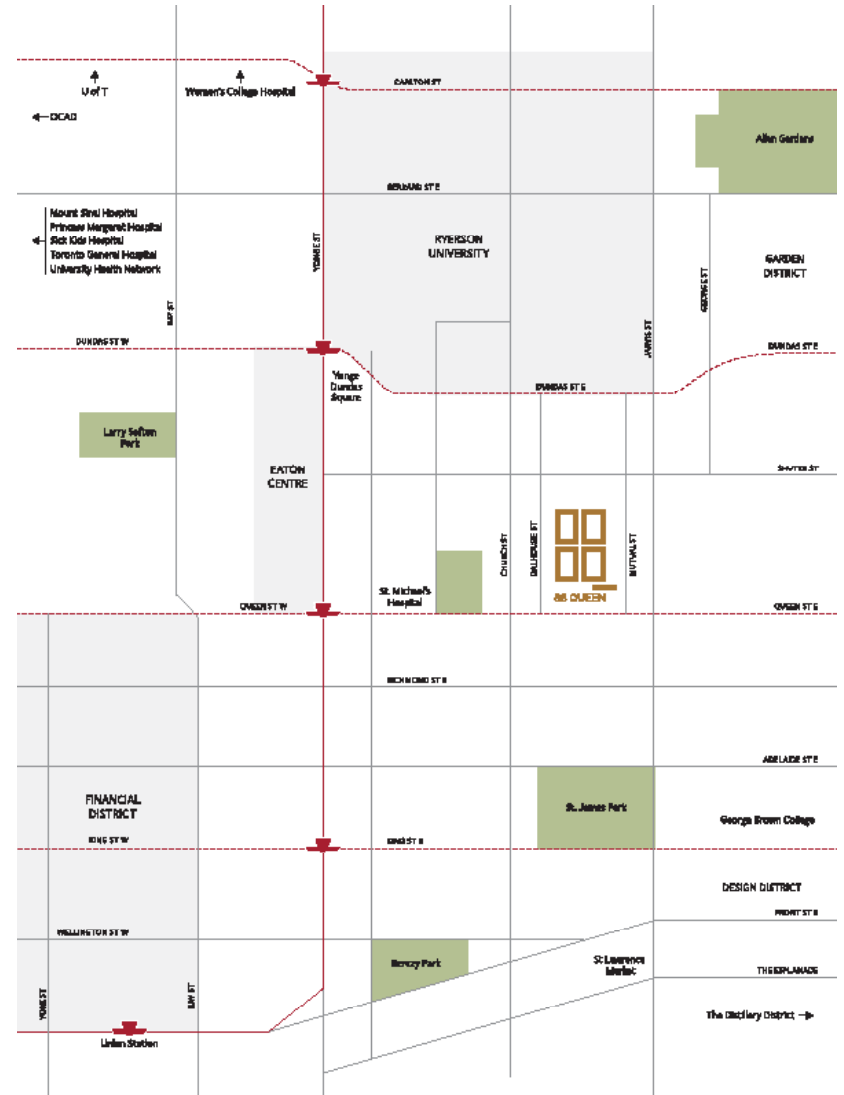 CARLTON ST
U of T
Women's College Hospital
OCAD
Allan Gardens
GERRARD ST E
Mount Sinai Hospital
Princess Margaret Hospital
Sick Kids Hospital
Toronto General Hospital
University Health Network
YONGE ST
RYERSON
UNIVERSITY
GARDEN
DISTRICT
GEORGE ST
BAY ST
JARVIS ST
DUNDAS ST W
DUNDAS ST E
Yonge
Dundas
Square
DUNDAS ST E
Larry Sefton
Park
EATON
CENTRE
SHUTER ST
CHURCH ST
DALHOUSIE ST
MUTUAL ST
St. Michael's
Hospital
88 QUEEN
QUEEN ST W
QUEEN ST E
RICHMOND ST E
ADELAIDE ST E
FINANCIAL
DISTRICT
St. James Park
George Brown College
KING ST W
KING ST E
DESIGN DISTRICT
FRONT ST E
WELLINGTON ST W
Berczy Park
St Lawrence
Market
THE ESPLANADE
YORK ST
BAY ST
The Distillery District
Union Station